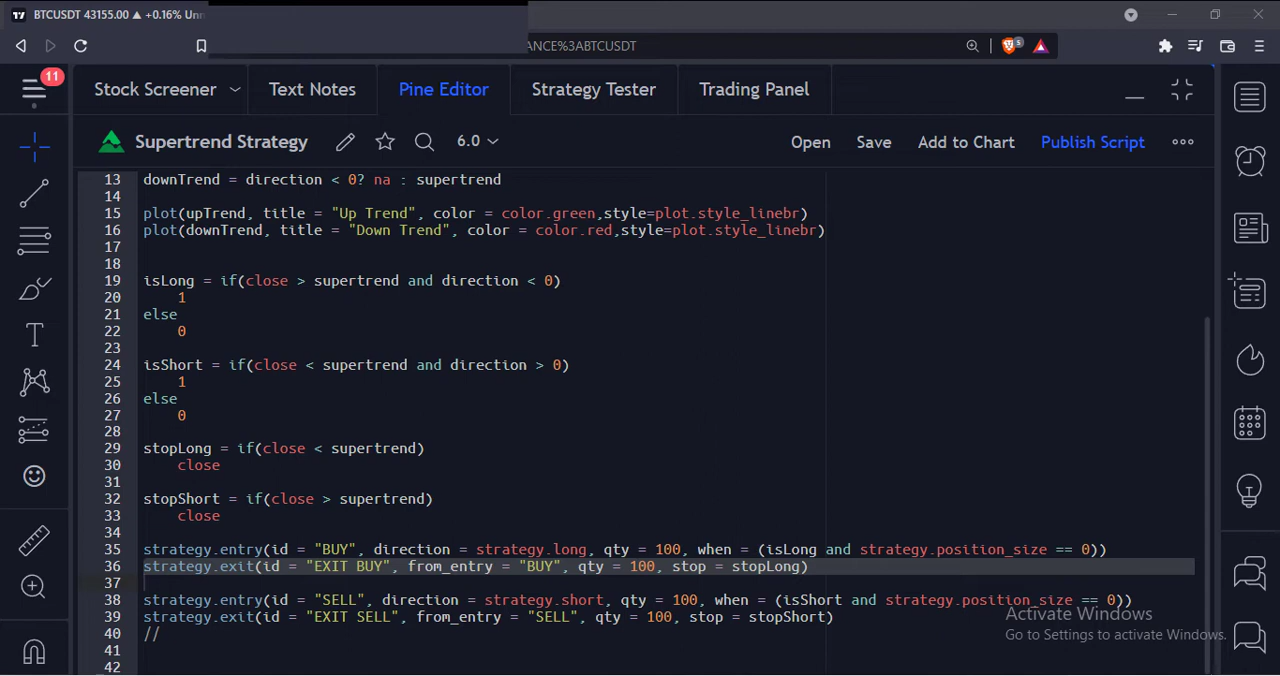 BTCUSDT 43155.00 ▲ +0.16%
ANCE%3ABTCUSDT
5
11
Stock Screener Text Notes Pine Editor Strategy Tester Trading Panel
Supertrend Strategy 6.0 Open Save Add to Chart Publish Script
13 downTrend = direction < 0? na : supertrend
14
15 plot(upTrend, title = "Up Trend", color = color.green,style=plot.style_linebr)
16 plot(downTrend, title = "Down Trend", color = color.red,style=plot.style_linebr)
17
18
19 isLong = if(close > supertrend and direction < 0)
20 1
21 else
22 0
23
24 isShort = if(close < supertrend and direction > 0)
25 1
26 else
27 0
28
29 stopLong = if(close < supertrend)
30 close
31
32 stopShort = if(close > supertrend)
33 close
34
35 strategy.entry(id = "BUY", direction = strategy.long, qty = 100, when = (isLong and strategy.position_size == 0))
36 strategy.exit(id = "EXIT BUY", from_entry = "BUY", qty = 100, stop = stopLong)
37
38 strategy.entry(id = "SELL", direction = strategy.short, qty = 100, when = (isShort and strategy.position_size == 0))
39 strategy.exit(id = "EXIT SELL", from_entry = "SELL", qty = 100, stop = stopShort)
40 //
41
42
Activate Windows
Go to Settings to activate Windows.